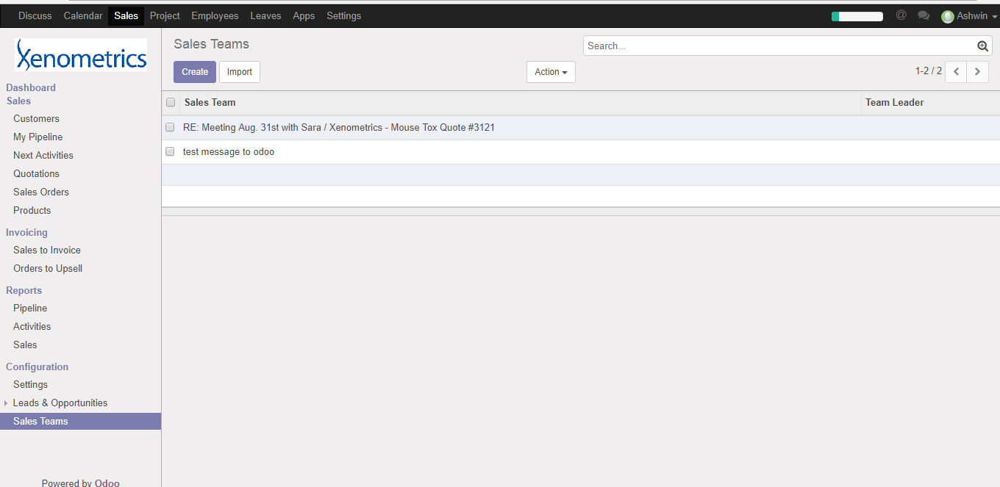 Discuss Calendar Sales Project Employees Leaves Apps Settings @ Ashwin
Xenometrics
Sales Teams
Search...
Create Import Action 1-2 / 2
Dashboard
Sales
Customers
My Pipeline
Next Activities
Quotations
Sales Orders
Products
Invoicing
Sales to Invoice
Orders to Upsell
Reports
Pipeline
Activities
Sales
Configuration
Settings
Leads & Opportunities
Sales Teams
Powered by Odoo
Sales Team Team Leader
RE: Meeting Aug. 31st with Sara / Xenometrics - Mouse Tox Quote #3121
test message to odoo